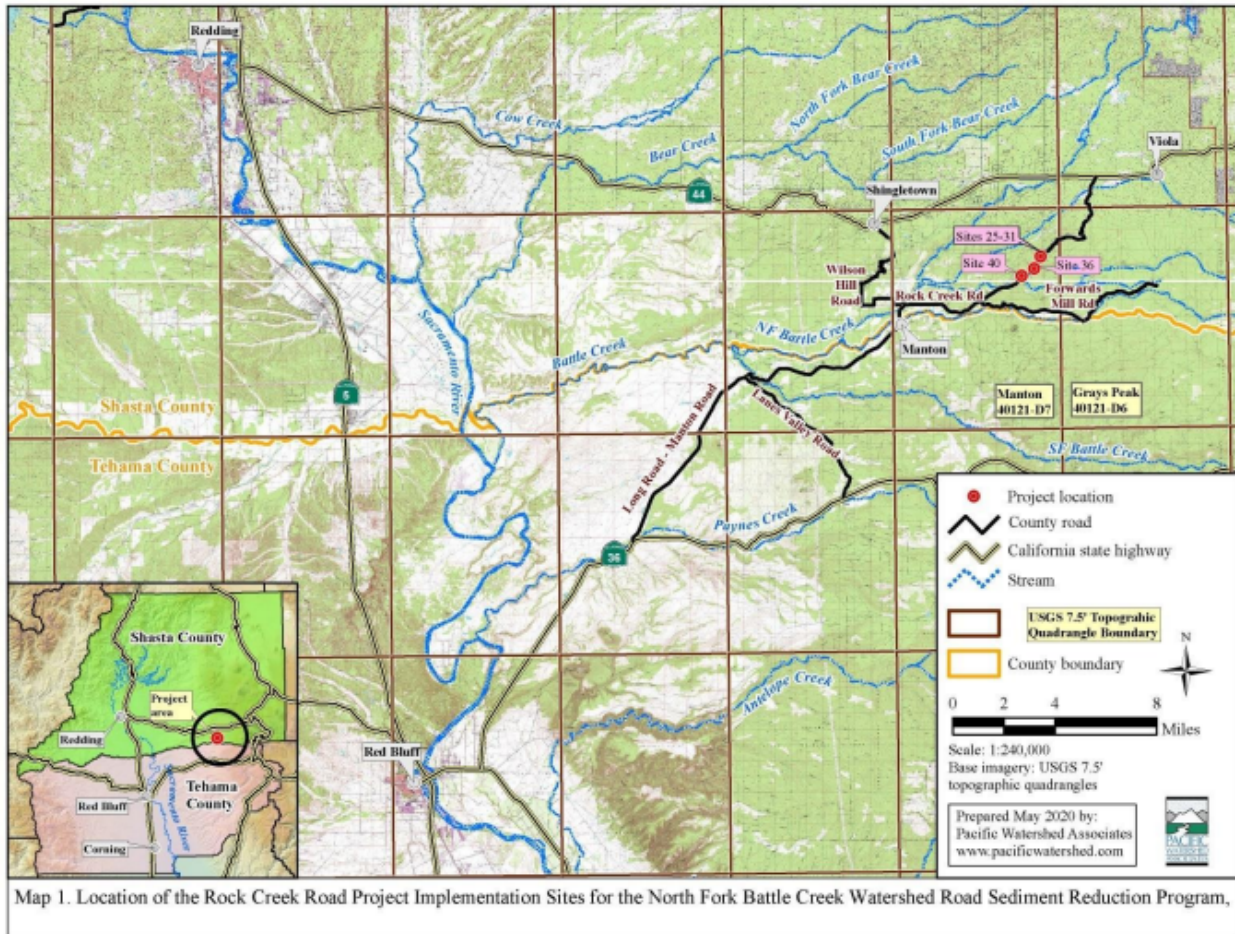 Redding
Cow Creek
North Fork Bear Creek
South Fork Bear Creek
Bear Creek
Viola
44
Shingletown
Sites 25-31
Site 40
Site 36
Wilson
Hill
Road
Rock Creek Rd
Forwards
Mill Rd
Sacramento River
NF Battle Creek
Battle Creek
Manton
5
Shasta County
Tehama County
Manton
40121-D7
Grays Peak
40121-D6
Long Road - Manton Road
Lanes Valley Road
SF Battle Creek
Paynes Creek
36
Antelope Creek
Red Bluff
Shasta County
Project
area
Redding
Tehama
County
Red Bluff
Sacramento River
Corning
Project location
County road
California state highway
Stream
USGS 7.5' Topograhic
Quadrangle Boundary
County boundary
N
0 2 4 8
Miles
Scale: 1:240,000
Base imagery: USGS 7.5'
topographic quadrangles
Prepared May 2020 by:
Pacific Watershed Associates
www.pacificwatershed.com
PACIFIC
WATERSHED
ASSOCIATES
Map 1. Location of the Rock Creek Road Project Implementation Sites for the North Fork Battle Creek Watershed Road Sediment Reduction Program,